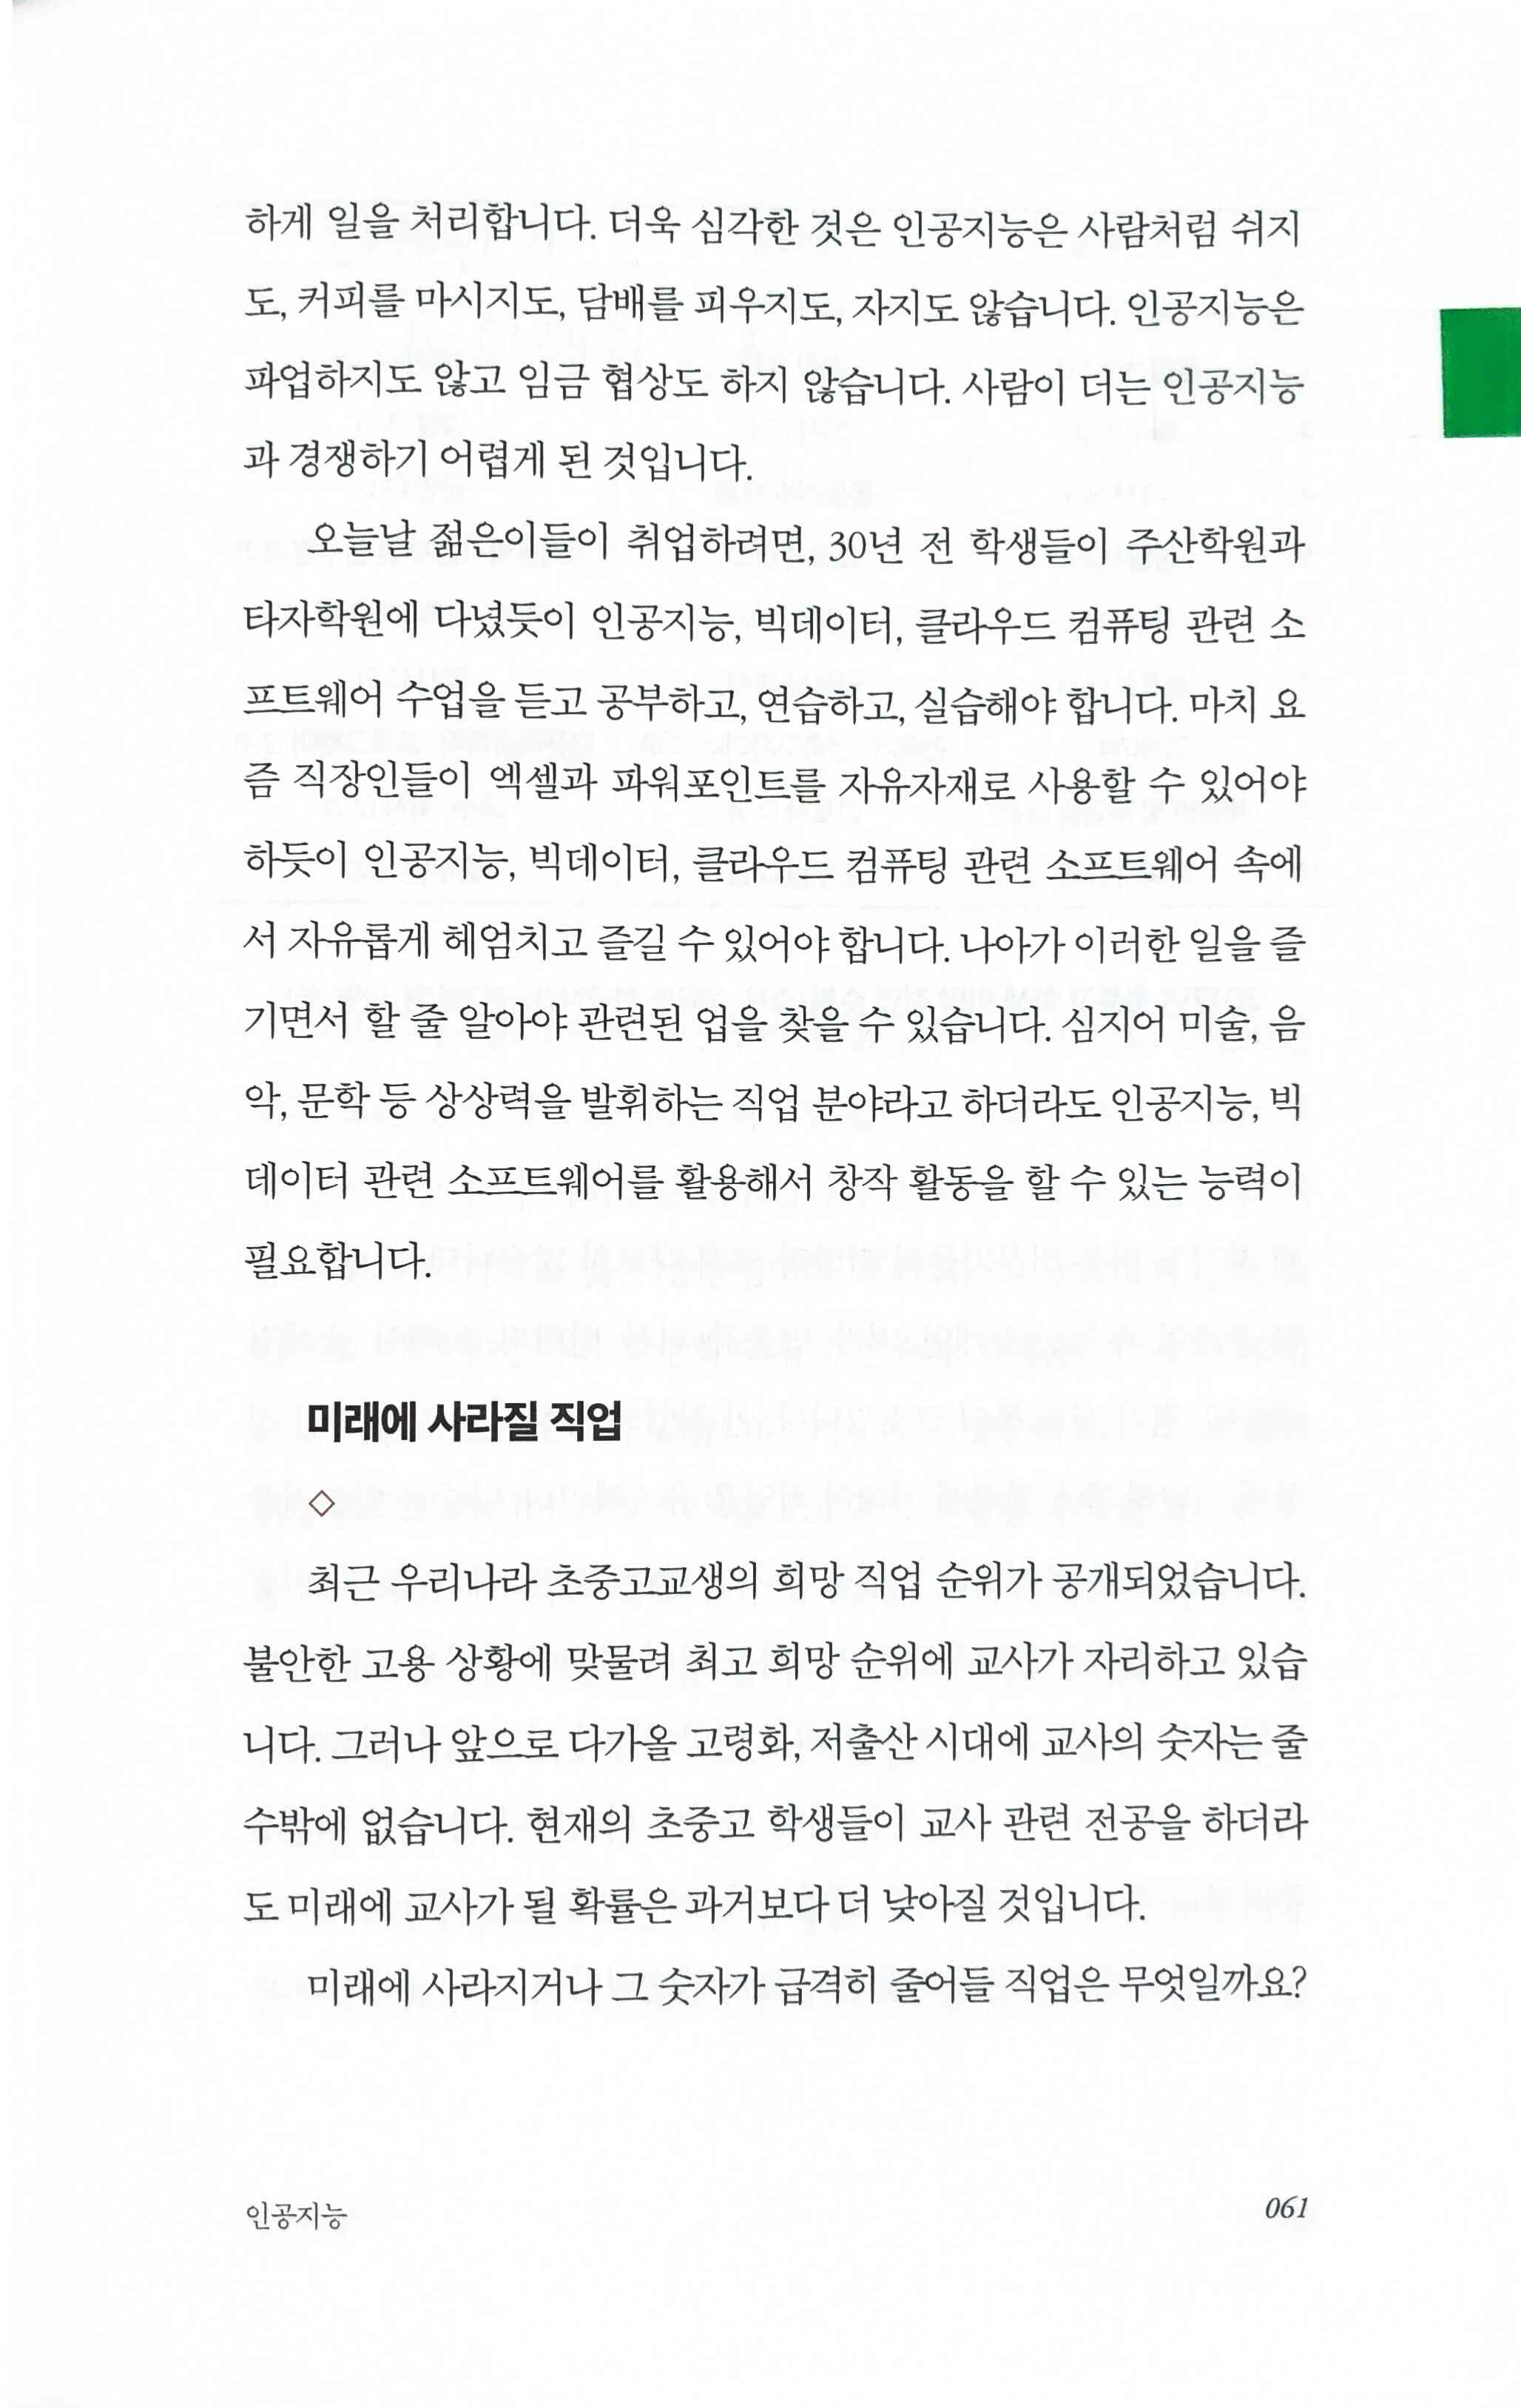 하게 일을 처리합니다. 더욱 심각한 것은 인공지능은 사람처럼 쉬지
도, 커피를 마시지도, 담배를 피우지도, 자지도 않습니다. 인공지능은
파업하지도 않고 임금 협상도 하지 않습니다. 사람이 더는 인공지능
과 경쟁하기 어렵게 된 것입니다.
오늘날 젊은이들이 취업하려면, 30년 전 학생들이 주산학원과
타자학원에 다녔듯이 인공지능, 빅데이터, 클라우드 컴퓨팅 관련 소
프트웨어 수업을 듣고 공부하고, 연습하고, 실습해야 합니다. 마치 요
즘 직장인들이 엑셀과 파워포인트를 자유자재로 사용할 수 있어야
하듯이 인공지능, 빅데이터, 클라우드 컴퓨팅 관련 소프트웨어 속에
서 자유롭게 헤엄치고 즐길 수 있어야 합니다. 나아가 이러한 일을 즐
기면서 할 줄 알아야 관련된 업을 찾을 수 있습니다. 심지어 미술, 음
악, 문학 등 상상력을 발휘하는 직업 분야라고 하더라도 인공지능, 빅
데이터 관련 소프트웨어를 활용해서 창작 활동을 할 수 있는 능력이
필요합니다.
미래에 사라질 직업
◇
최근 우리나라 초중고교생의 희망 직업 순위가 공개되었습니다.
불안한 고용 상황에 맞물려 최고 희망 순위에 교사가 자리하고 있습
니다. 그러나 앞으로 다가올 고령화, 저출산 시대에 교사의 숫자는 줄
수밖에 없습니다. 현재의 초중고 학생들이 교사 관련 전공을 하더라
도 미래에 교사가 될 확률은 과거보다 더 낮아질 것입니다.
미래에 사라지거나 그 숫자가 급격히 줄어들 직업은 무엇일까요?
인공지능 061